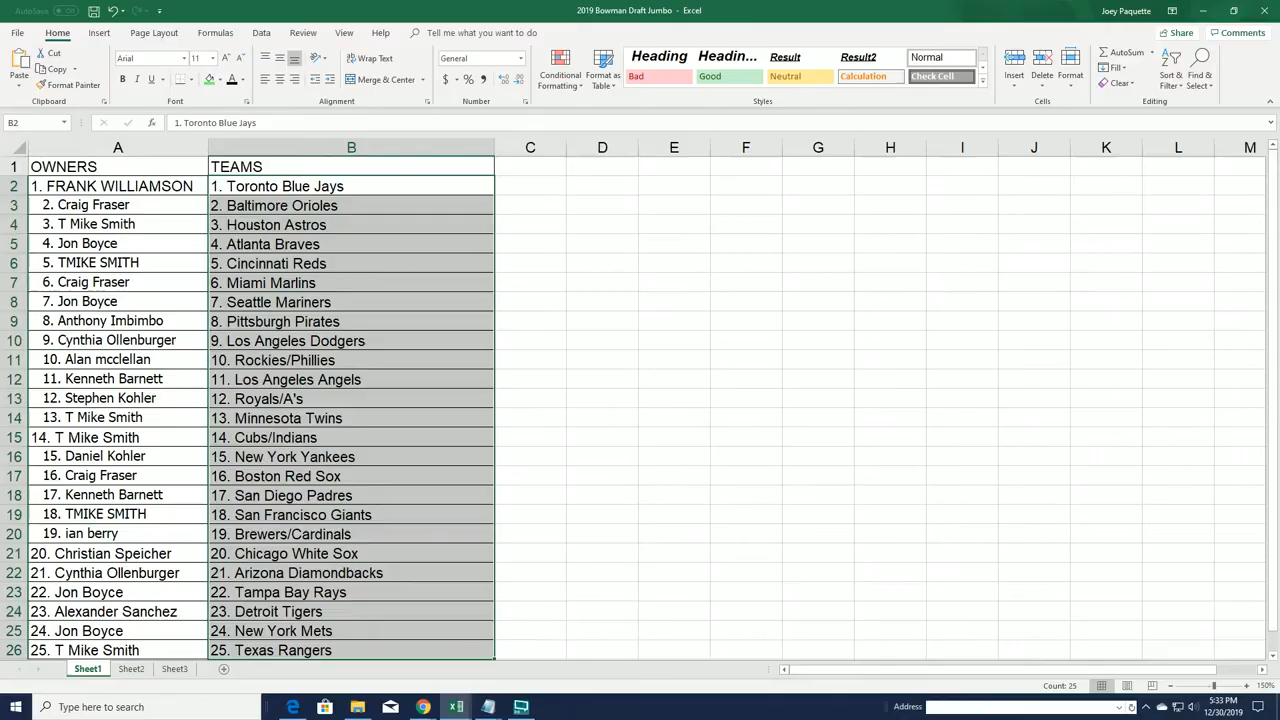 AutoSave Off 2019 Bowman Draft Jumbo - Excel Joey Paquette
File Home Insert Page Layout Formulas Data Review View Help Tell me what you want to do Share Comments
Paste Cut Copy Format Painter Clipboard
Arial 11 B I U Font
Wrap Text Merge & Center Alignment
General $ % , Number
Conditional Formatting Format as Table
Heading Headin... Result Result2 Normal
Bad Good Neutral Calculation Check Cell
Styles
Insert Delete Format Cells
AutoSum Fill Clear Sort & Filter Find & Select Editing
B2 fx 1. Toronto Blue Jays
A B C D E F G H I J K L M
1 OWNERS TEAMS
2 1. FRANK WILLIAMSON 1. Toronto Blue Jays
3 2. Craig Fraser 2. Baltimore Orioles
4 3. T Mike Smith 3. Houston Astros
5 4. Jon Boyce 4. Atlanta Braves
6 5. TMIKE SMITH 5. Cincinnati Reds
7 6. Craig Fraser 6. Miami Marlins
8 7. Jon Boyce 7. Seattle Mariners
9 8. Anthony Imbimbo 8. Pittsburgh Pirates
10 9. Cynthia Ollenburger 9. Los Angeles Dodgers
11 10. Alan mcclellan 10. Rockies/Phillies
12 11. Kenneth Barnett 11. Los Angeles Angels
13 12. Stephen Kohler 12. Royals/A's
14 13. T Mike Smith 13. Minnesota Twins
15 14. T Mike Smith 14. Cubs/Indians
16 15. Daniel Kohler 15. New York Yankees
17 16. Craig Fraser 16. Boston Red Sox
18 17. Kenneth Barnett 17. San Diego Padres
19 18. TMIKE SMITH 18. San Francisco Giants
20 19. ian berry 19. Brewers/Cardinals
21 20. Christian Speicher 20. Chicago White Sox
22 21. Cynthia Ollenburger 21. Arizona Diamondbacks
23 22. Jon Boyce 22. Tampa Bay Rays
24 23. Alexander Sanchez 23. Detroit Tigers
25 24. Jon Boyce 24. New York Mets
26 25. T Mike Smith 25. Texas Rangers
Sheet1 Sheet2 Sheet3
Count: 25 150%
Type here to search Address 5:33 PM
12/30/2019